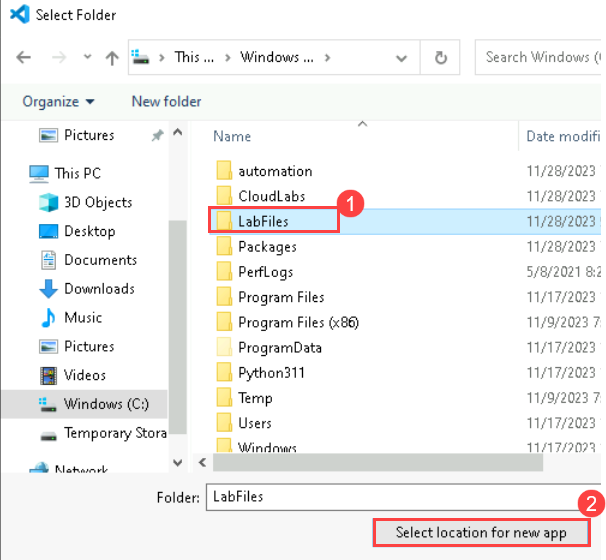 Select Folder
This ... › Windows ... ›
Search Windows (
Organize
New folder
Pictures
This PC
3D Objects
Desktop
Documents
Downloads
Music
Pictures
Videos
Windows (C:)
Temporary Stora
Network
Name
Date modifi
automation 11/28/2023
CloudLabs 11/28/2023
1
LabFiles 11/28/2023
Packages 11/28/2023
PerfLogs 5/8/2021 8:2
Program Files 11/17/2023
Program Files (x86) 11/9/2023 7:
ProgramData 11/17/2023
Python311 11/17/2023
Temp 11/9/2023 7:
Users 11/17/2023
Windows 11/17/2023
Folder: LabFiles
2
Select location for new app